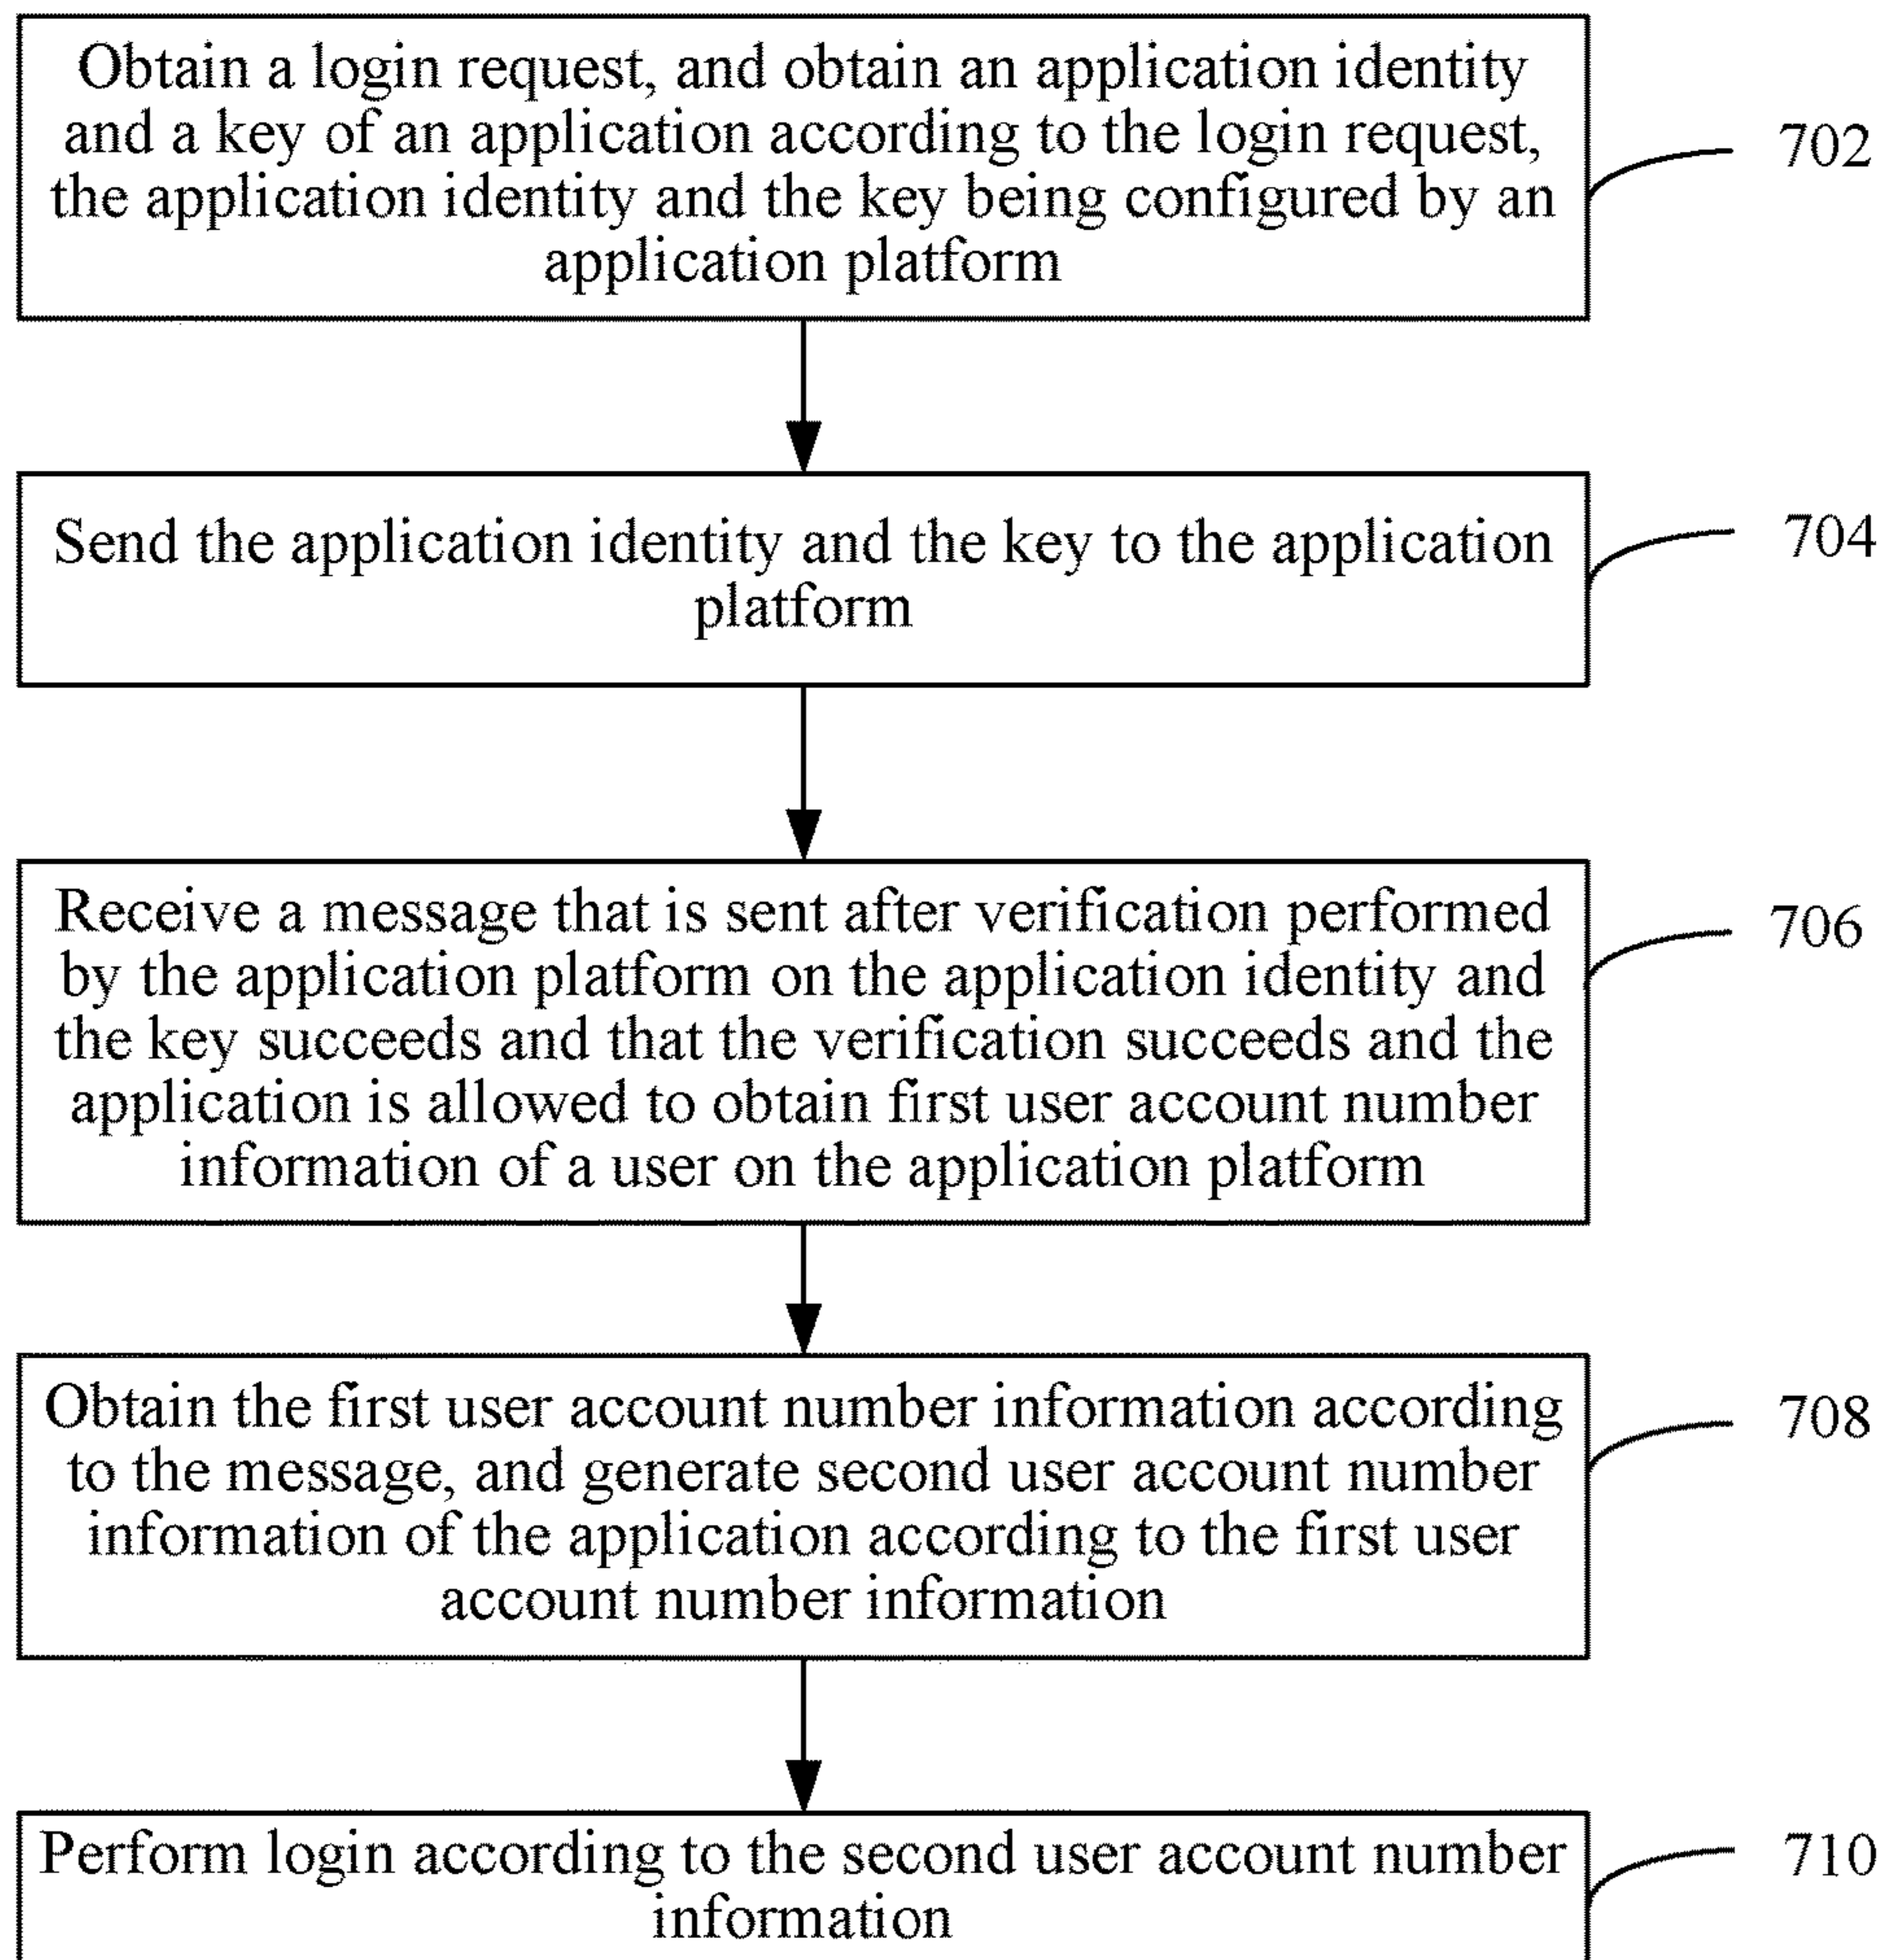 Obtain a login request, and obtain an application identity
and a key of an application according to the login request,
the application identity and the key being configured by an
application platform
702
Send the application identity and the key to the application
platform
704
Receive a message that is sent after verification performed
by the application platform on the application identity and
the key succeeds and that the verification succeeds and the
application is allowed to obtain first user account number
information of a user on the application platform
706
Obtain the first user account number information according
to the message, and generate second user account number
information of the application according to the first user
account number information
708
Perform login according to the second user account number
information
710